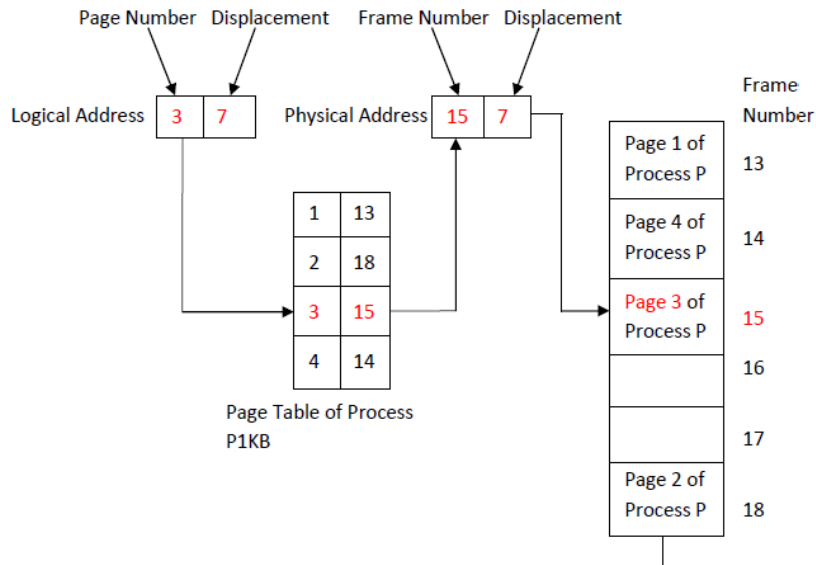 Page Number Displacement
Frame Number Displacement
Logical Address 3 7
Physical Address 15 7
1 13
2 18
3 15
4 14
Page Table of Process
P1KB
Frame
Number
Page 1 of
Process P
13
Page 4 of
Process P
14
Page 3 of
Process P
15
16
17
Page 2 of
Process P
18